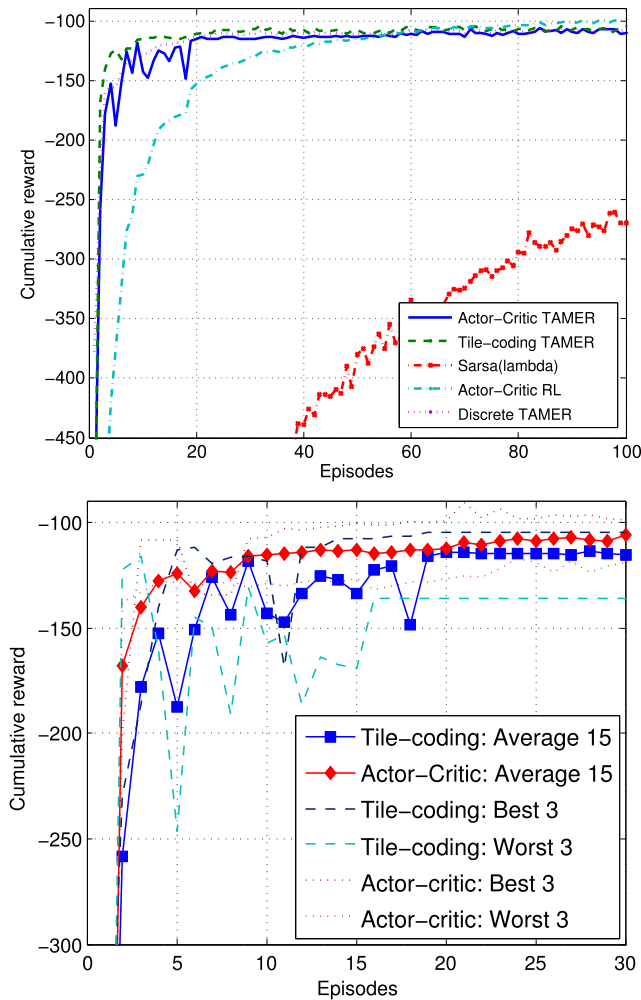 −100
−150
−200
−250
−300
−350
−400
−450
Cumulative reward
0
20
40
60
80
100
Episodes
Actor−Critic TAMER
Tile−coding TAMER
Sarsa(lambda)
Actor−Critic RL
Discrete TAMER
−100
−150
−200
−250
−300
Cumulative reward
0
5
10
15
20
25
30
Episodes
Tile−coding: Average 15
Actor−Critic: Average 15
Tile−coding: Best 3
Tile−coding: Worst 3
Actor−critic: Best 3
Actor−critic: Worst 3